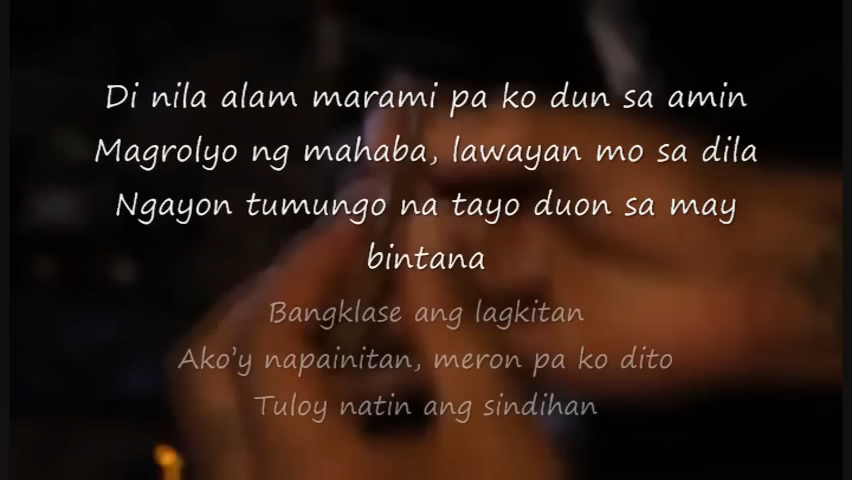 Di nila alam marami pa ko dun sa amin
Magrolyo ng mahaba, lawayan mo sa dila
Ngayon tumungo na tayo duon sa may
bintana
Bangklase ang lagkitan
Ako'y napainitan, meron pa ko dito
Tuloy natin ang sindihan